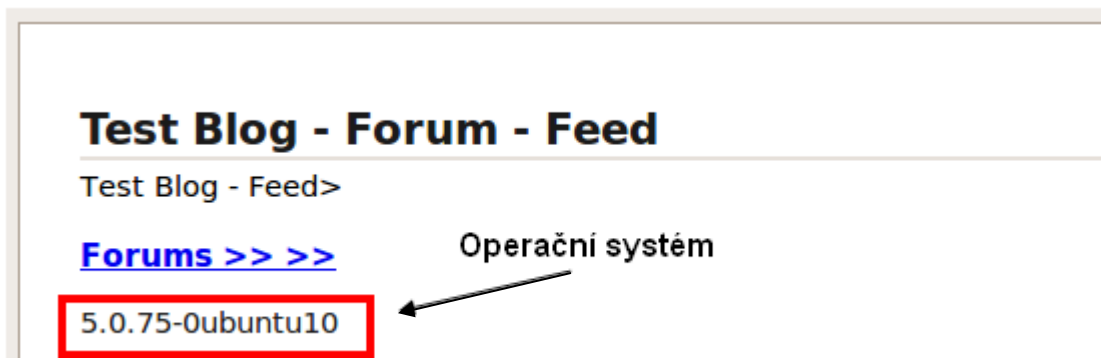 Test Blog - Forum - Feed
Test Blog - Feed>
Forums >> >>
Operační systém
5.0.75-0ubuntu10